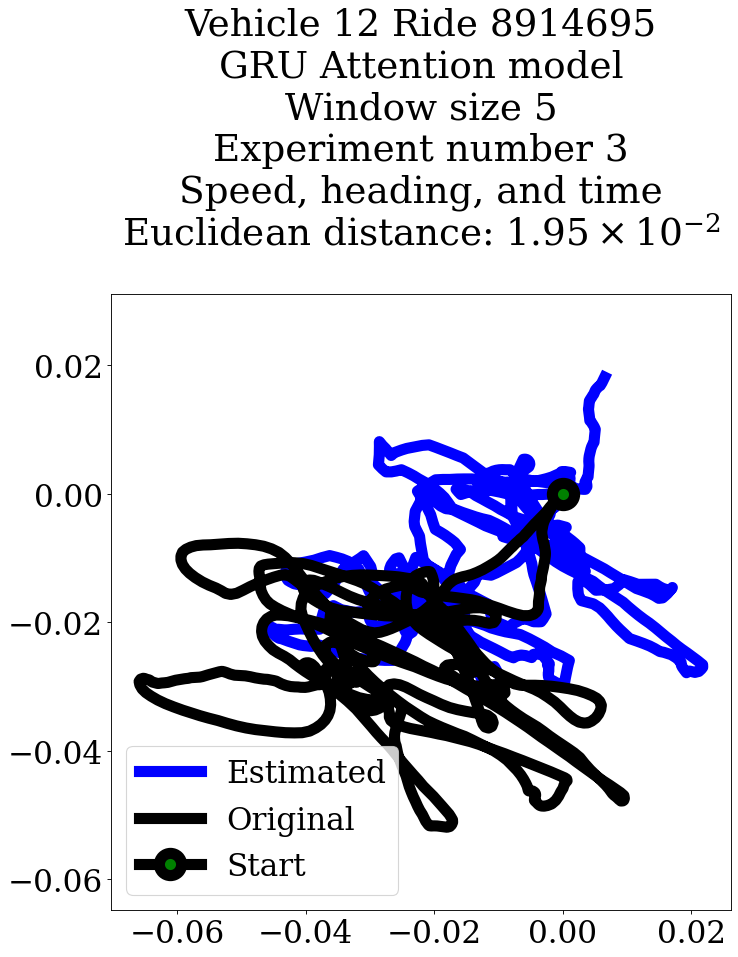 Vehicle 12 Ride 8914695
GRU Attention model
Window size 5
Experiment number 3
Speed, heading, and time
Euclidean distance: 1.95 × 10⁻²
0.02
0.00
−0.02
−0.04
−0.06
Estimated
Original
Start
−0.06 −0.04 −0.02 0.00 0.02